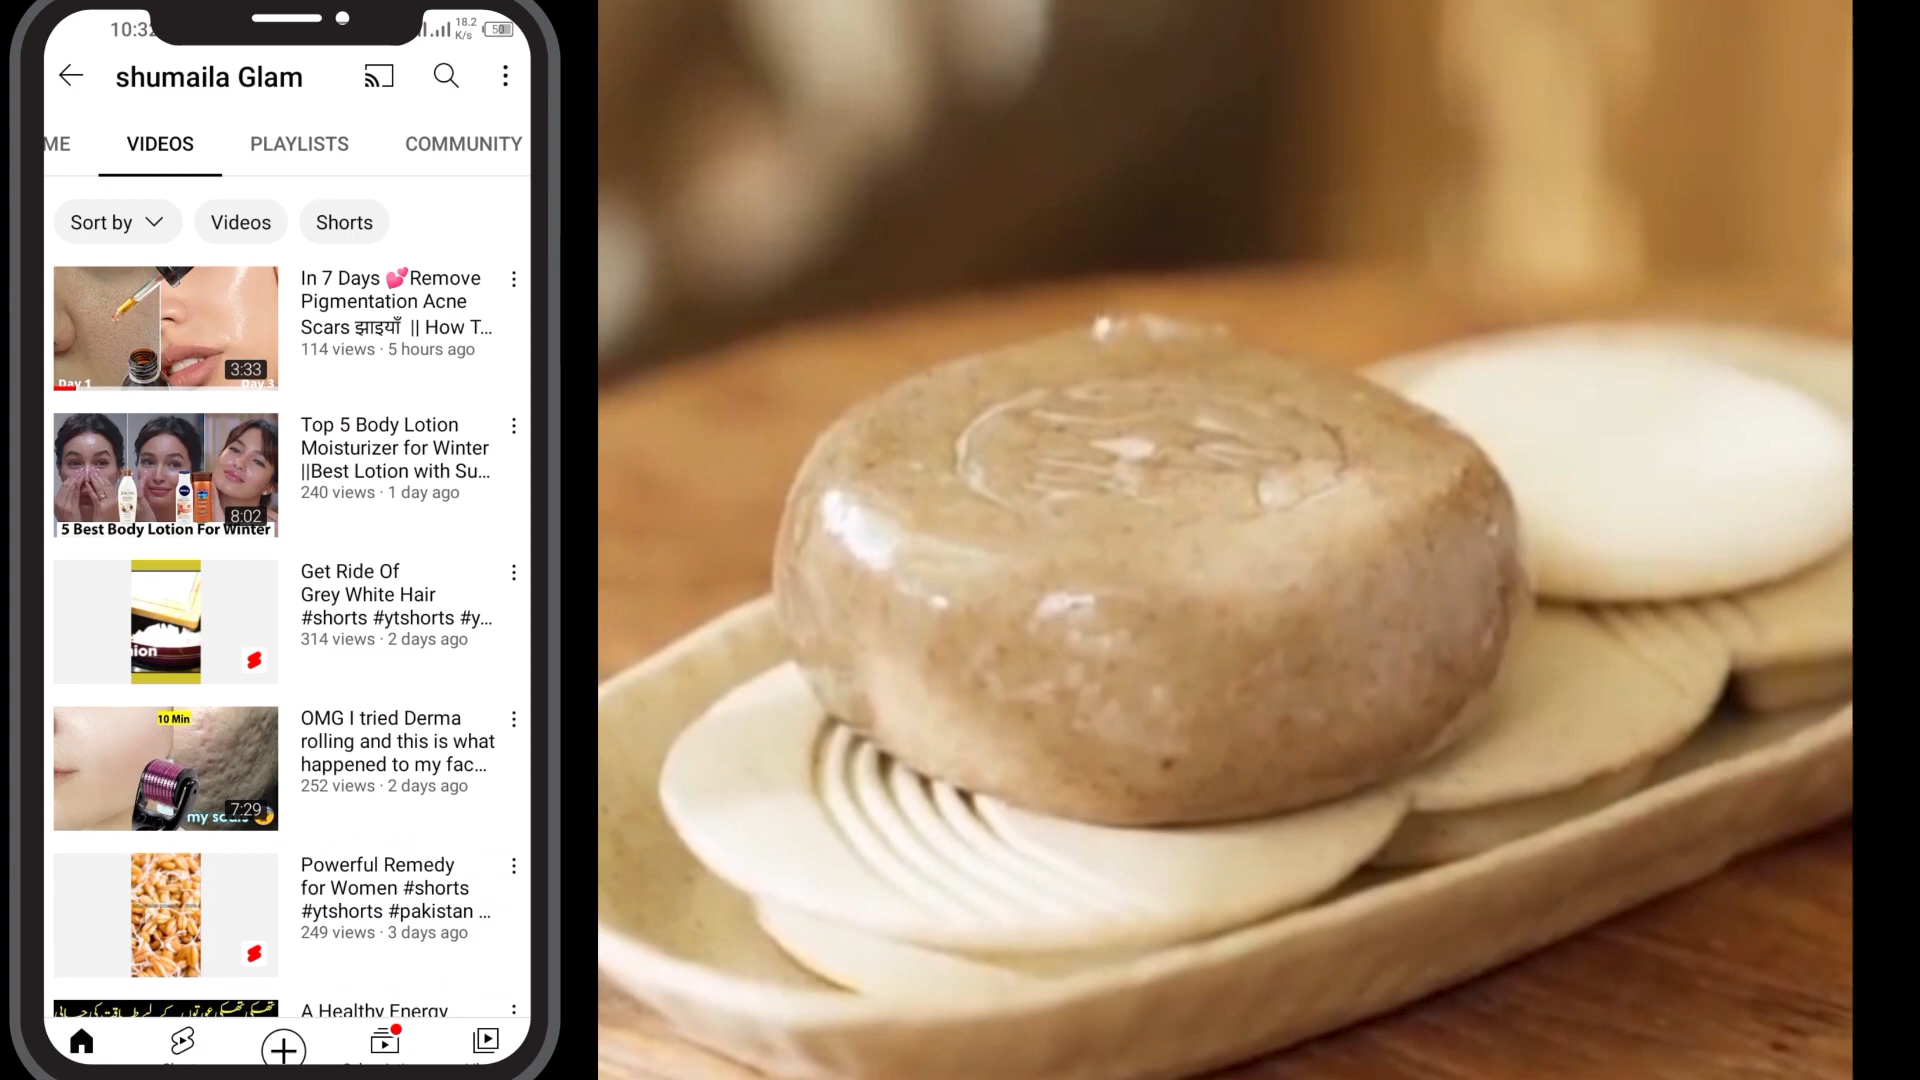 10:32
18.2
K/s
50
shumaila Glam
ME
VIDEOS
PLAYLISTS
COMMUNITY
Sort by
Videos
Shorts
In 7 Days 💕Remove
Pigmentation Acne
Scars झाइयाँ || How T...
114 views · 5 hours ago
Day 1
3:33
Day 3
Top 5 Body Lotion
Moisturizer for Winter
||Best Lotion with Su...
240 views · 1 day ago
8:02
5 Best Body Lotion For Winter
Get Ride Of
Grey White Hair
#shorts #ytshorts #y...
314 views · 2 days ago
ion
OMG I tried Derma
rolling and this is what
happened to my fac...
252 views · 2 days ago
10 Min
7:29
my
Powerful Remedy
for Women #shorts
#ytshorts #pakistan ...
249 views · 3 days ago
A Healthy Energy